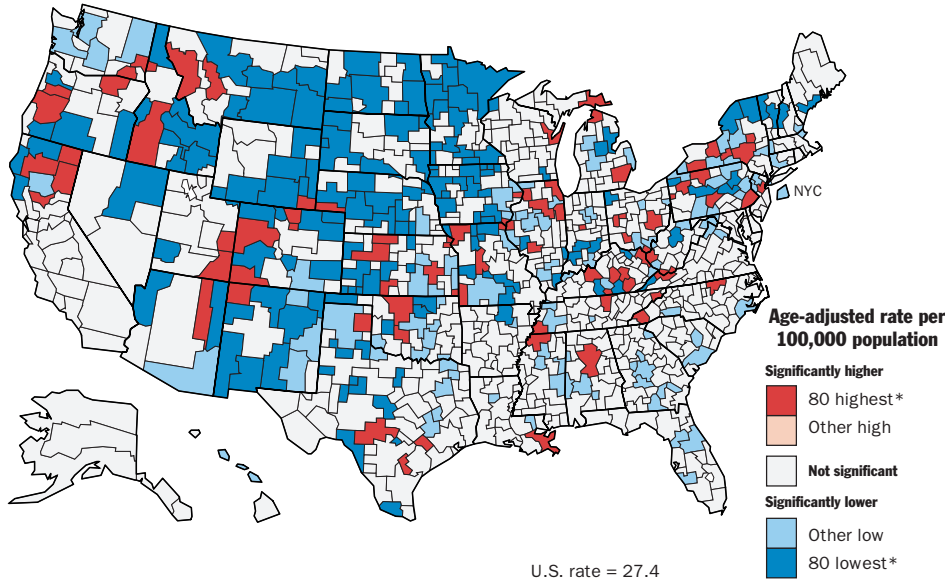 NYC
Age-adjusted rate per
100,000 population
Significantly higher
80 highest*
Other high
Not significant
Significantly lower
Other low
80 lowest*
U.S. rate = 27.4